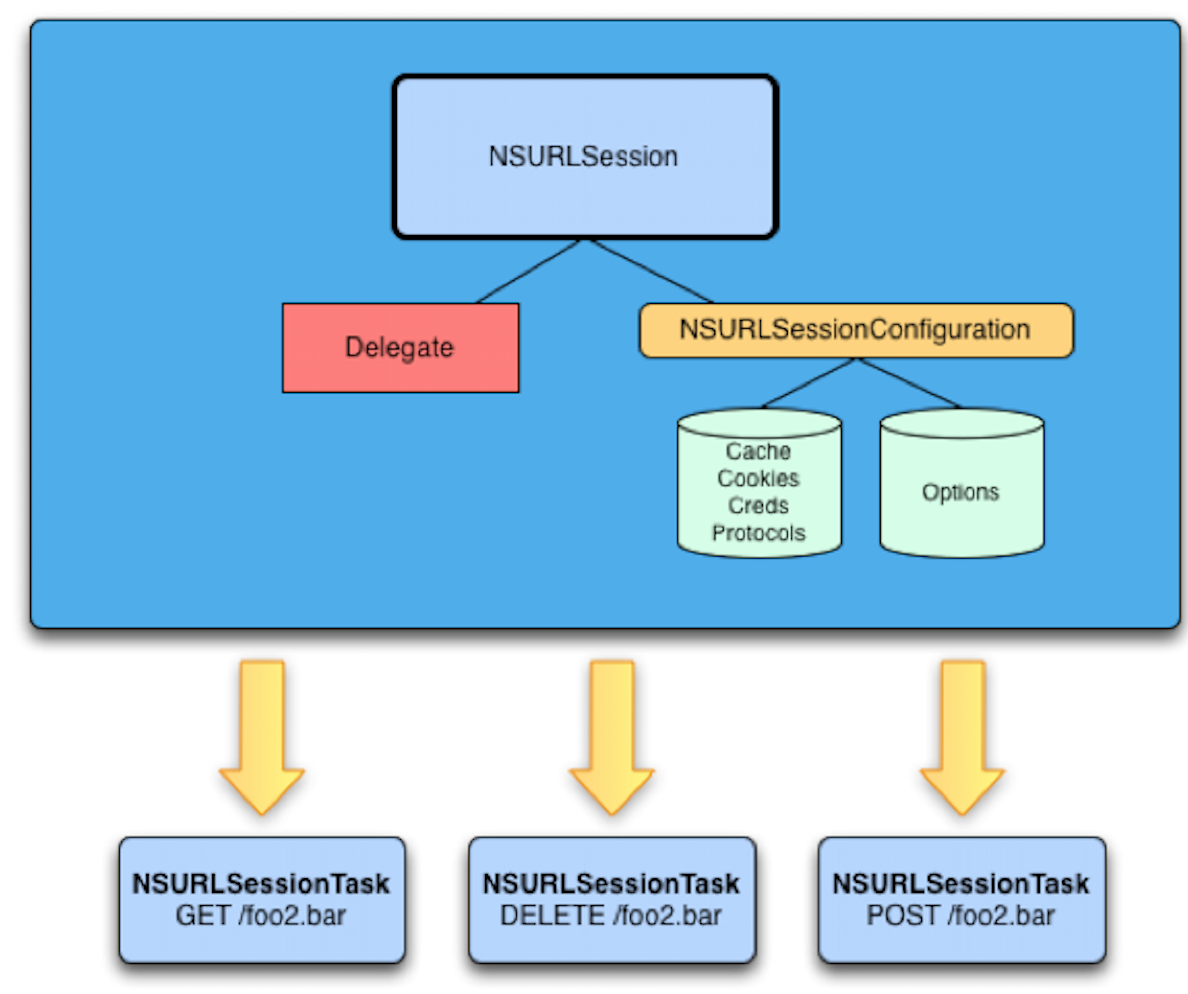 NSURLSession
Delegate
NSURLSessionConfiguration
Cache
Cookies
Creds
Protocols
Options
NSURLSessionTask
GET /foo2.bar
NSURLSessionTask
DELETE /foo2.bar
NSURLSessionTask
POST /foo2.bar